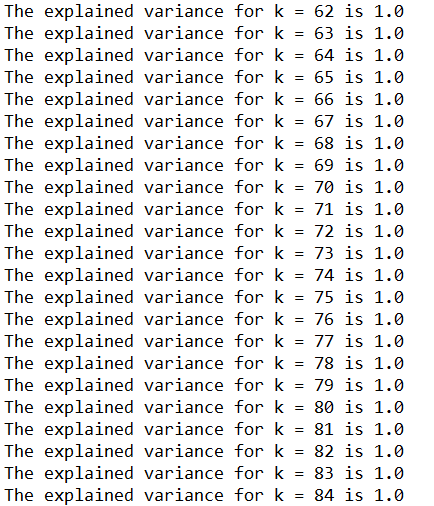 The explained variance for k = 62 is 1.0
The explained variance for k = 63 is 1.0
The explained variance for k = 64 is 1.0
The explained variance for k = 65 is 1.0
The explained variance for k = 66 is 1.0
The explained variance for k = 67 is 1.0
The explained variance for k = 68 is 1.0
The explained variance for k = 69 is 1.0
The explained variance for k = 70 is 1.0
The explained variance for k = 71 is 1.0
The explained variance for k = 72 is 1.0
The explained variance for k = 73 is 1.0
The explained variance for k = 74 is 1.0
The explained variance for k = 75 is 1.0
The explained variance for k = 76 is 1.0
The explained variance for k = 77 is 1.0
The explained variance for k = 78 is 1.0
The explained variance for k = 79 is 1.0
The explained variance for k = 80 is 1.0
The explained variance for k = 81 is 1.0
The explained variance for k = 82 is 1.0
The explained variance for k = 83 is 1.0
The explained variance for k = 84 is 1.0